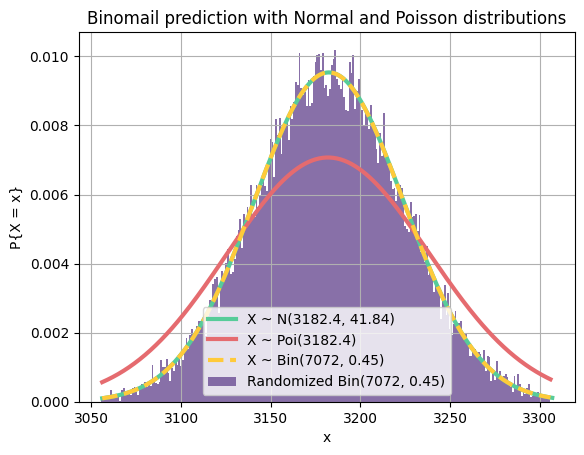 Binomail prediction with Normal and Poisson distributions
P{X = x}
0.010
0.008
0.006
0.004
0.002
0.000
X ~ N(3182.4, 41.84)
X ~ Poi(3182.4)
X ~ Bin(7072, 0.45)
Randomized Bin(7072, 0.45)
3050 3100 3150 3200 3250 3300
x